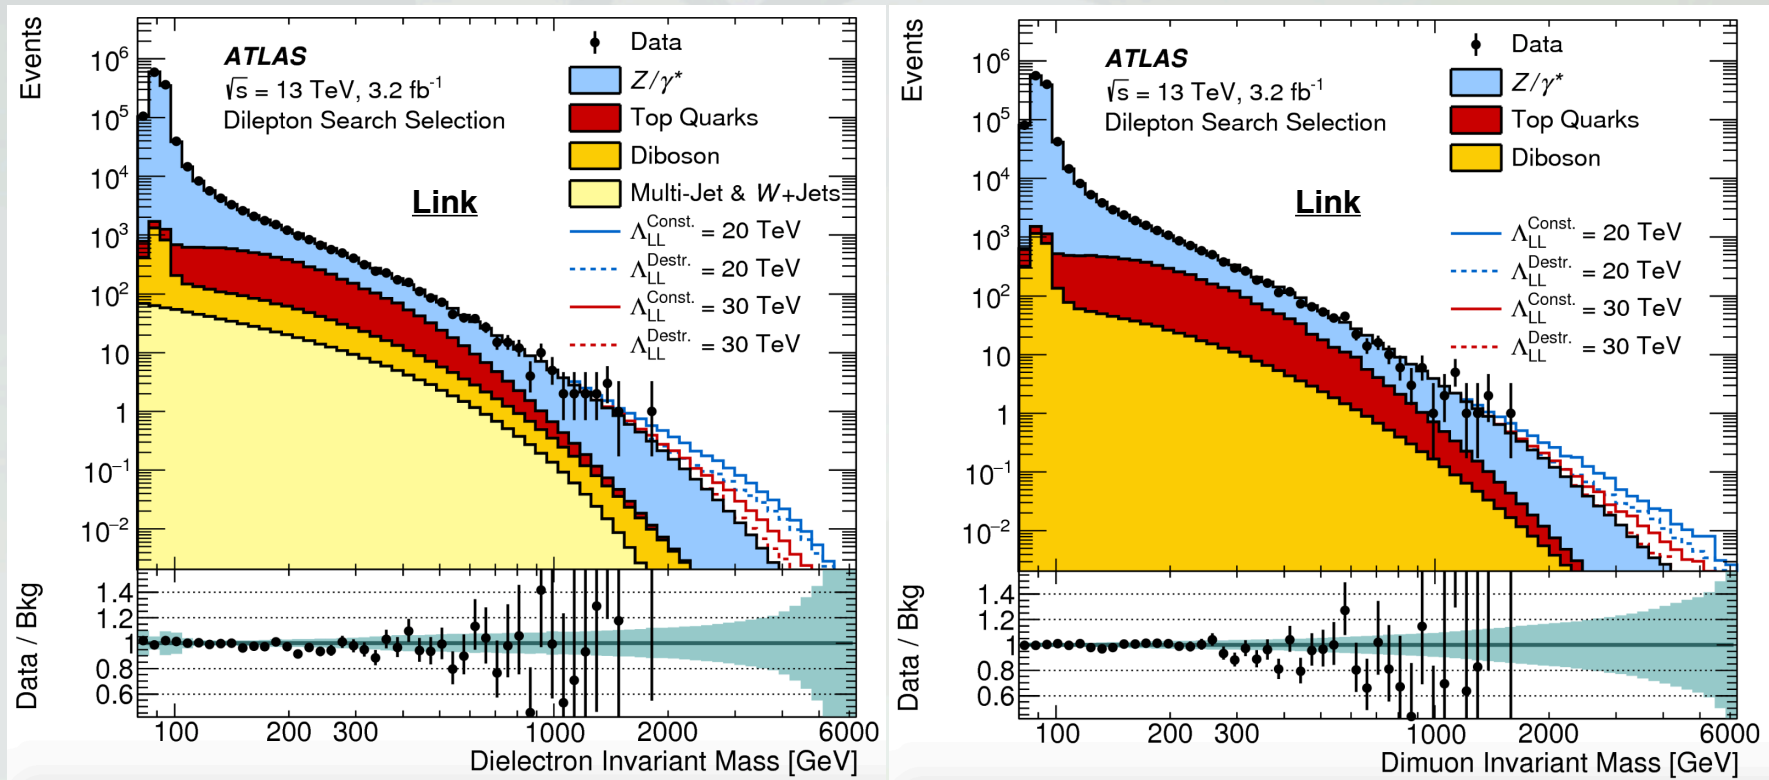 Events
10⁶
10⁵
10⁴
10³
10²
10
1
10⁻¹
10⁻²
ATLAS
√s = 13 TeV, 3.2 fb⁻¹
Dilepton Search Selection
Link
Data
Z/γ*
Top Quarks
Diboson
Multi-Jet & W+Jets
Λ_LL^Const. = 20 TeV
Λ_LL^Destr. = 20 TeV
Λ_LL^Const. = 30 TeV
Λ_LL^Destr. = 30 TeV
Data / Bkg
1.4
1.2
1
0.8
0.6
100 200 300 1000 2000 6000
Dielectron Invariant Mass [GeV]
Events
10⁶
10⁵
10⁴
10³
10²
10
1
10⁻¹
10⁻²
ATLAS
√s = 13 TeV, 3.2 fb⁻¹
Dilepton Search Selection
Link
Data
Z/γ*
Top Quarks
Diboson
Λ_LL^Const. = 20 TeV
Λ_LL^Destr. = 20 TeV
Λ_LL^Const. = 30 TeV
Λ_LL^Destr. = 30 TeV
Data / Bkg
1.4
1.2
1
0.8
0.6
100 200 300 1000 2000 6000
Dimuon Invariant Mass [GeV]